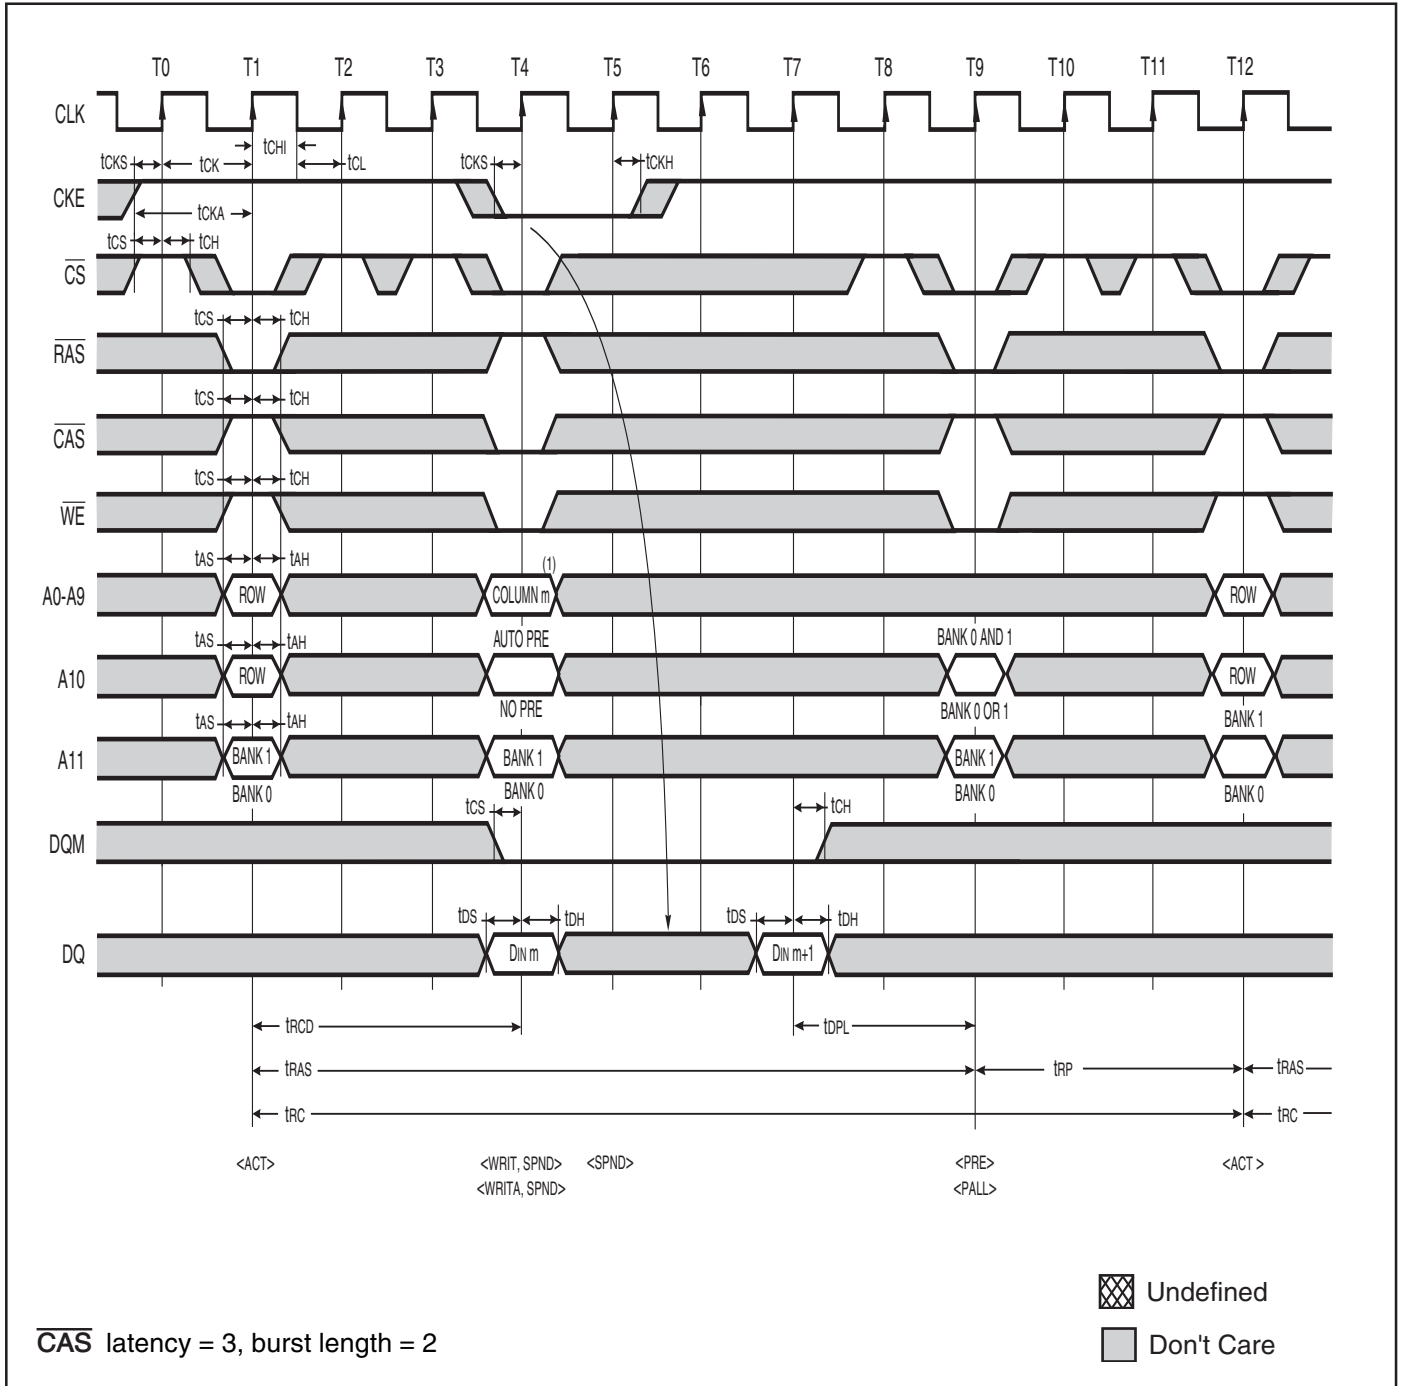 T0 T1 T2 T3 T4 T5 T6 T7 T8 T9 T10 T11 T12
CLK
tCHI
tCKS tCK tCL tCKS tCKH
CKE
tCKA
tCS tCH
CS
tCS tCH
RAS
tCS tCH
CAS
tCS tCH
WE
tAS tAH
(1)
A0-A9 ROW COLUMN m ROW
tAS tAH AUTO PRE BANK 0 AND 1
A10 ROW ROW
NO PRE BANK 0 OR 1 BANK 1
tAS tAH
A11 BANK 1 BANK 1 BANK 1
BANK 0 BANK 0 BANK 0 BANK 0
tCS tCH
DQM
tDS tDH tDS tDH
DQ DIN m DIN m+1
tRCD tDPL
tRAS tRP tRAS
tRC tRC
<ACT> <WRIT, SPND> <SPND> <PRE> <ACT >
<WRITA, SPND> <PALL>
Undefined
CAS latency = 3, burst length = 2
Don't Care